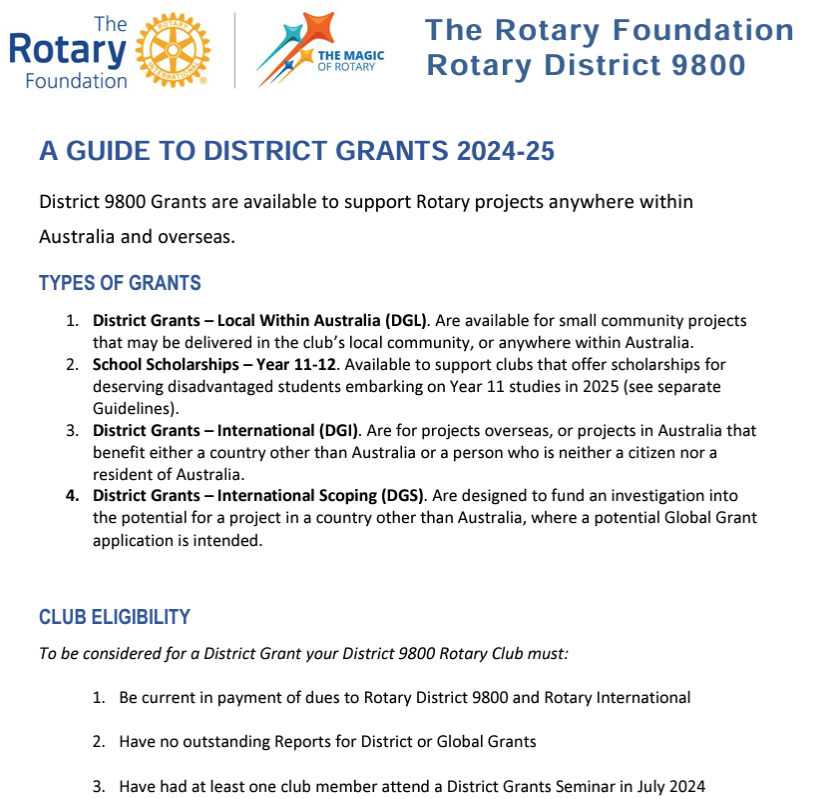 The
Rotary
Foundation
ROTARY
INTERNATIONAL
THE MAGIC
OF ROTARY
The Rotary Foundation
Rotary District 9800
A GUIDE TO DISTRICT GRANTS 2024-25
District 9800 Grants are available to support Rotary projects anywhere within
Australia and overseas.
TYPES OF GRANTS
1. District Grants – Local Within Australia (DGL). Are available for small community projects
that may be delivered in the club’s local community, or anywhere within Australia.
2. School Scholarships – Year 11-12. Available to support clubs that offer scholarships for
deserving disadvantaged students embarking on Year 11 studies in 2025 (see separate
Guidelines).
3. District Grants – International (DGI). Are for projects overseas, or projects in Australia that
benefit either a country other than Australia or a person who is neither a citizen nor a
resident of Australia.
4. District Grants – International Scoping (DGS). Are designed to fund an investigation into
the potential for a project in a country other than Australia, where a potential Global Grant
application is intended.
CLUB ELIGIBILITY
To be considered for a District Grant your District 9800 Rotary Club must:
1. Be current in payment of dues to Rotary District 9800 and Rotary International
2. Have no outstanding Reports for District or Global Grants
3. Have had at least one club member attend a District Grants Seminar in July 2024